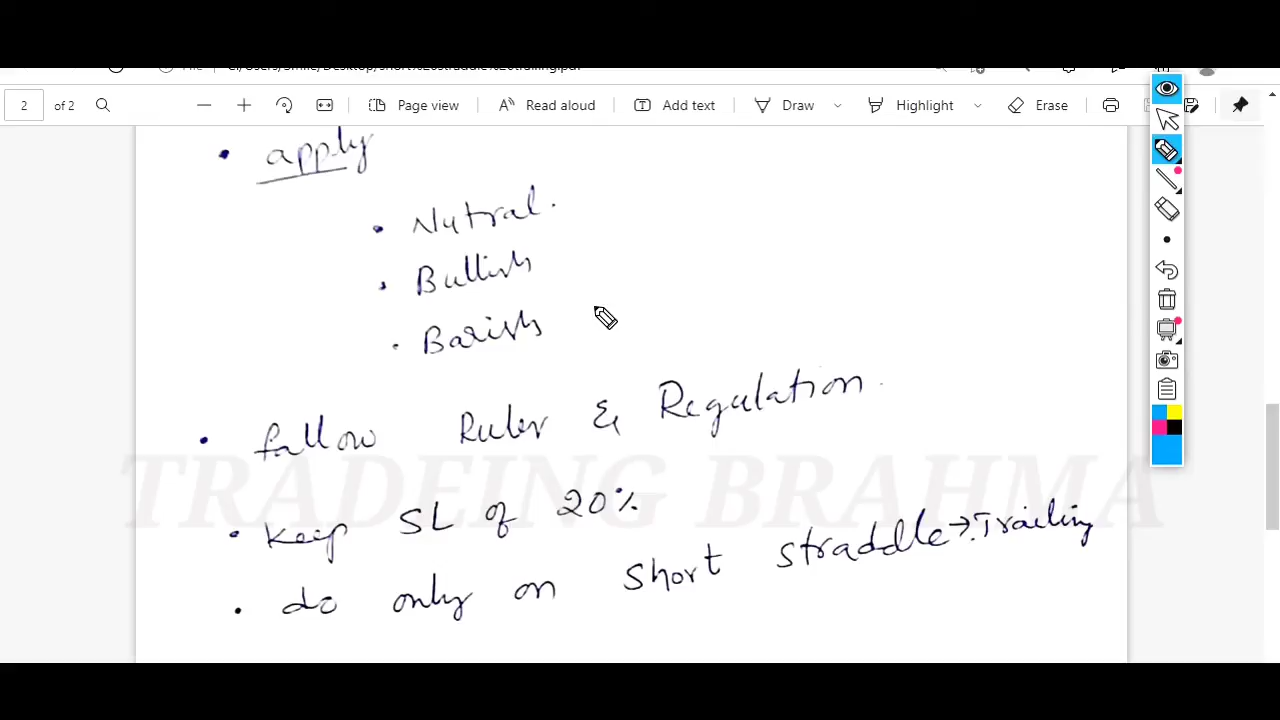 2 of 2 Page view Read aloud Add text Draw Highlight Erase
• apply
• Nutral.
• Bullish
• Barish
• follow Rules & Regulation.
TRADEING BRAHMA
• keep SL of 20%
• do only on short straddle → Trailing